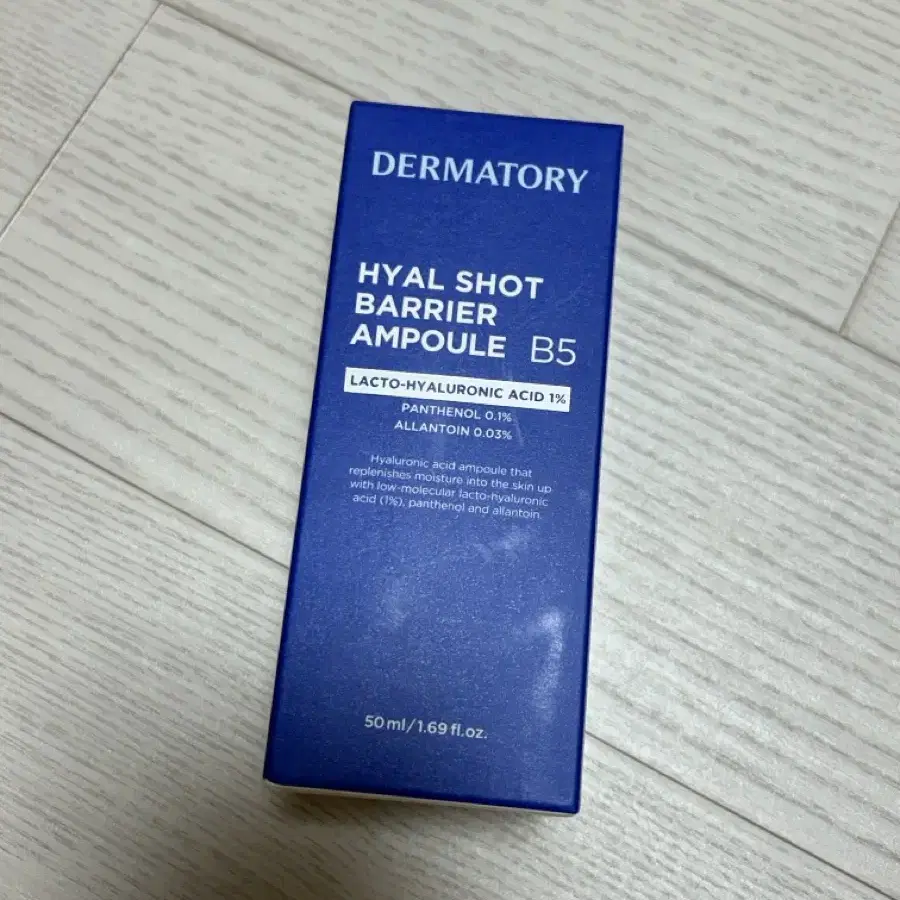 DERMATORY
HYAL SHOT
BARRIER
AMPOULE B5
LACTO-HYALURONIC ACID 1%
PANTHENOL 0.1%
ALLANTOIN 0.03%
Hyaluronic acid ampoule that
replenishes moisture into the skin up
with low-molecular lacto-hyaluronic
acid (1%), panthenol and allantoin.
50 ml/1.69 fl.oz.